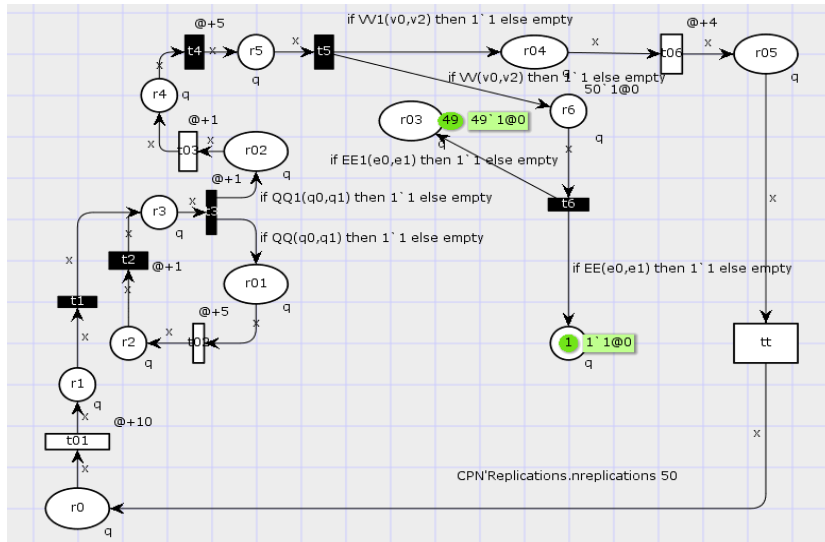 @+5
if VV1(v0,v2) then 1`1 else empty
@+4
t4
x
r5
x
t5
r04
x
t06
x
r05
x
q
q
q
if VV(v0,v2) then 1`1 else empty
50`1@0
r4
q
r03
49
49`1@0
r6
q
@+1
x
t03
x
r02
q
x
if EE1(e0,e1) then 1`1 else empty
q
@+1
if QQ1(q0,q1) then 1`1 else empty
r3
x
t3
t6
x
q
if QQ(q0,q1) then 1`1 else empty
x
x
t2
@+1
if EE(e0,e1) then 1`1 else empty
r01
q
t1
x
@+5
x
x
r2
x
t02
q
1
1`1@0
q
tt
r1
q
x
@+10
t01
x
x
CPN'Replications.nreplications 50
r0
q